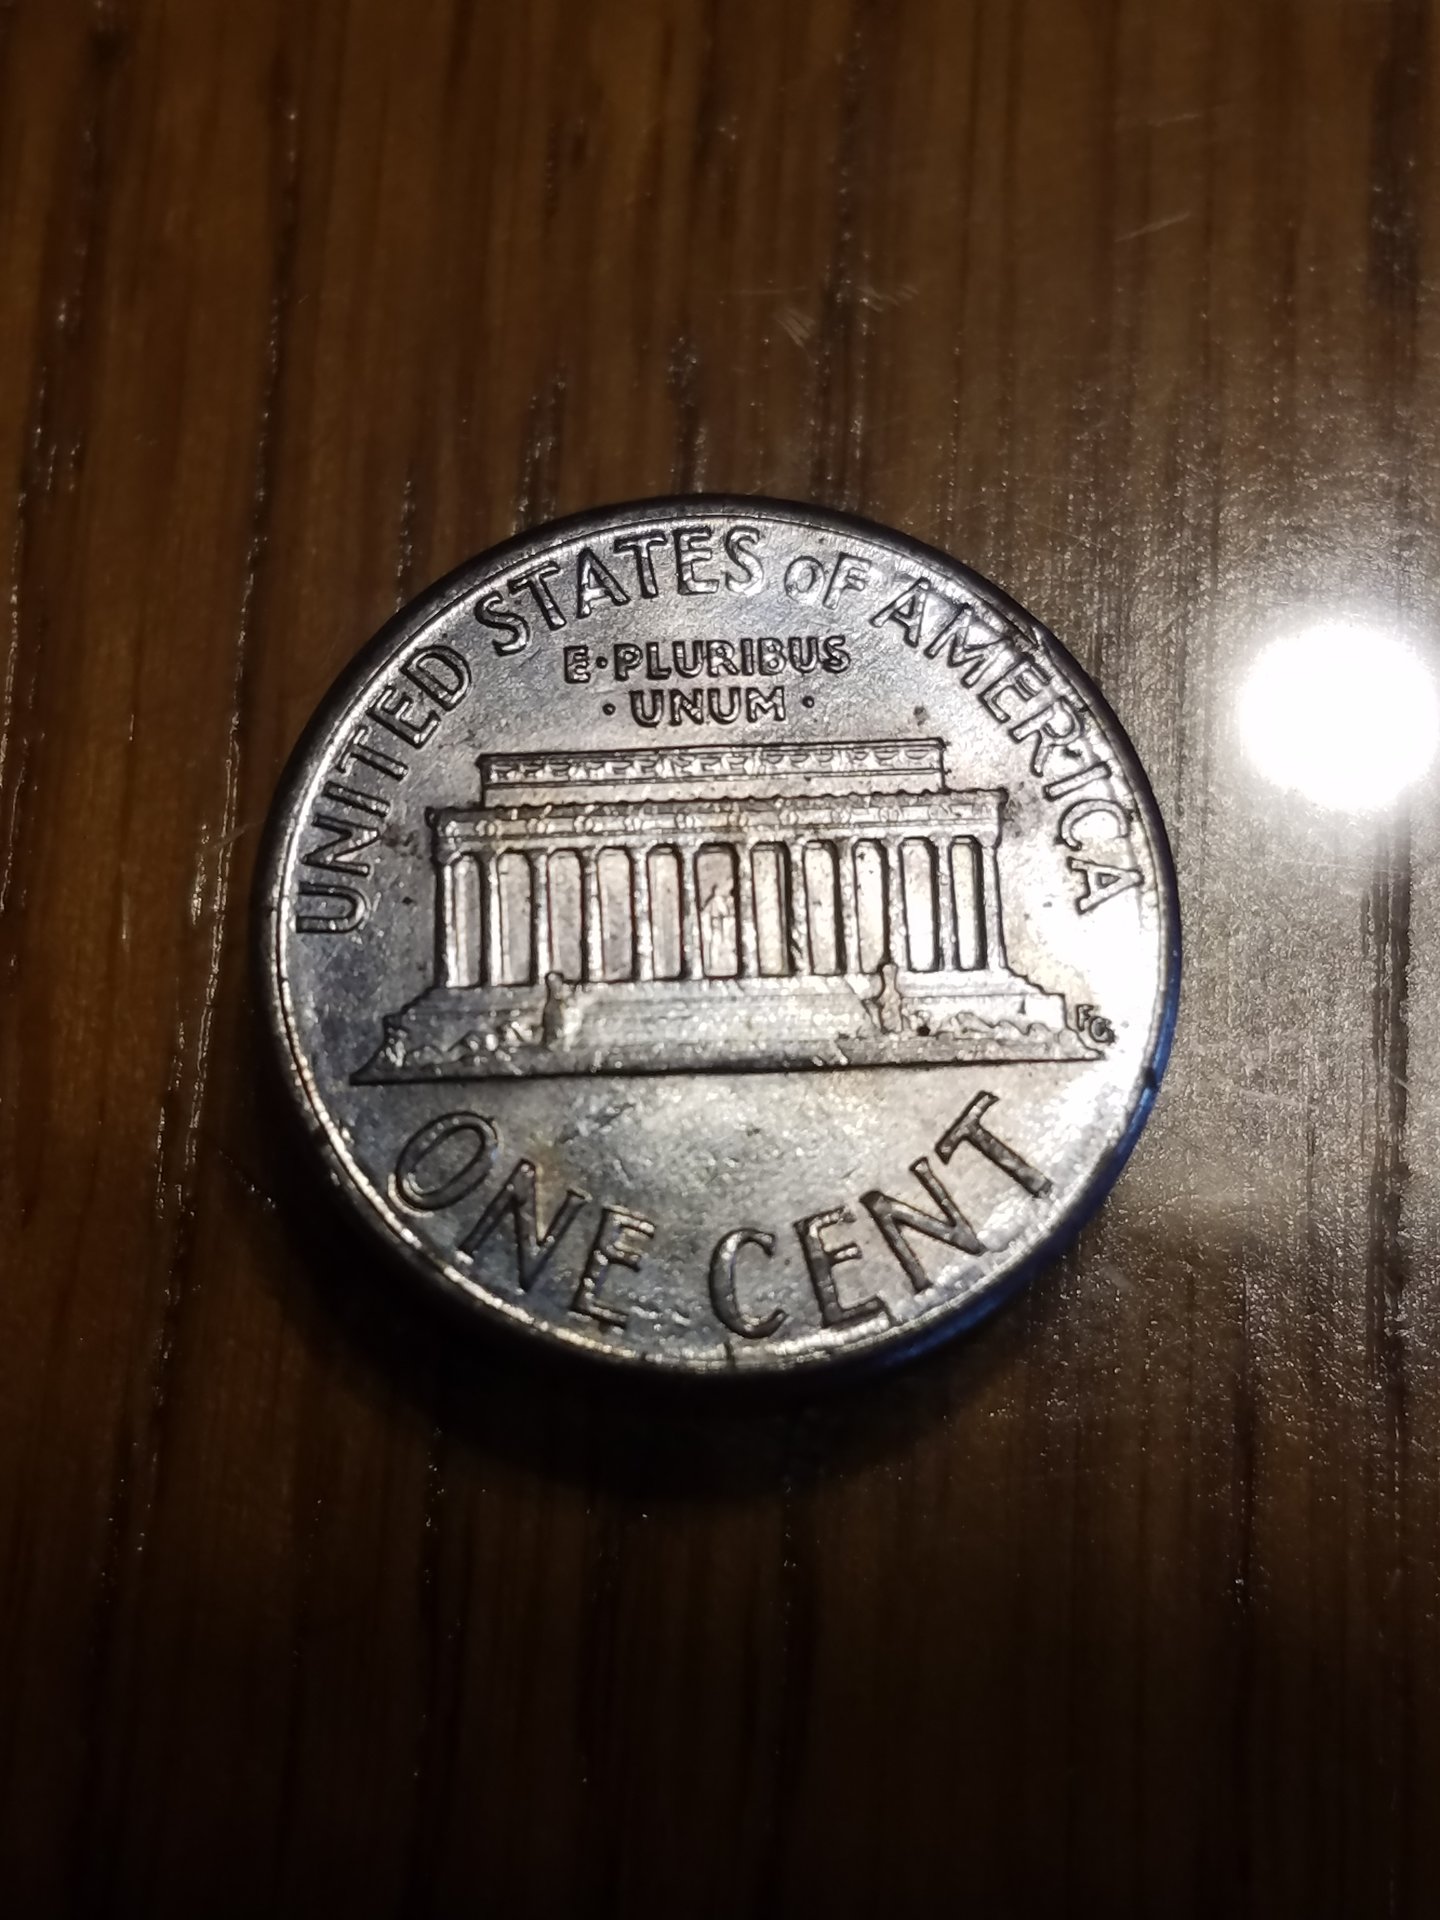 UNITED STATES OF AMERICA
E·PLURIBUS
·UNUM·
FG
ONE CENT